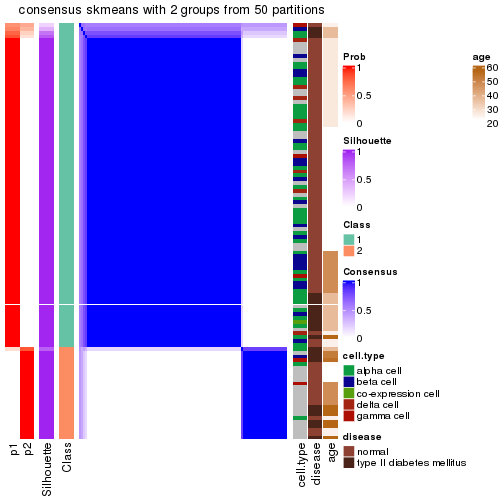 consensus skmeans with 2 groups from 50 partitions
Prob
1
0.5
0
age
60
50
40
30
20
Silhouette
1
0.5
0
Class
1
2
Consensus
1
0.5
0
cell.type
alpha cell
beta cell
co-expression cell
delta cell
gamma cell
disease
normal
type II diabetes mellitus
p1
p2
Silhouette
Class
cell.type
disease
age